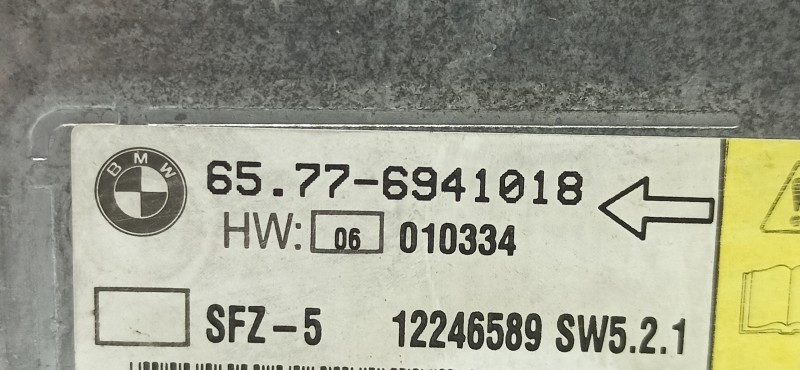 BMW
65.77-6941018
HW: 06 010334
SFZ-5 12246589 SW5.2.1